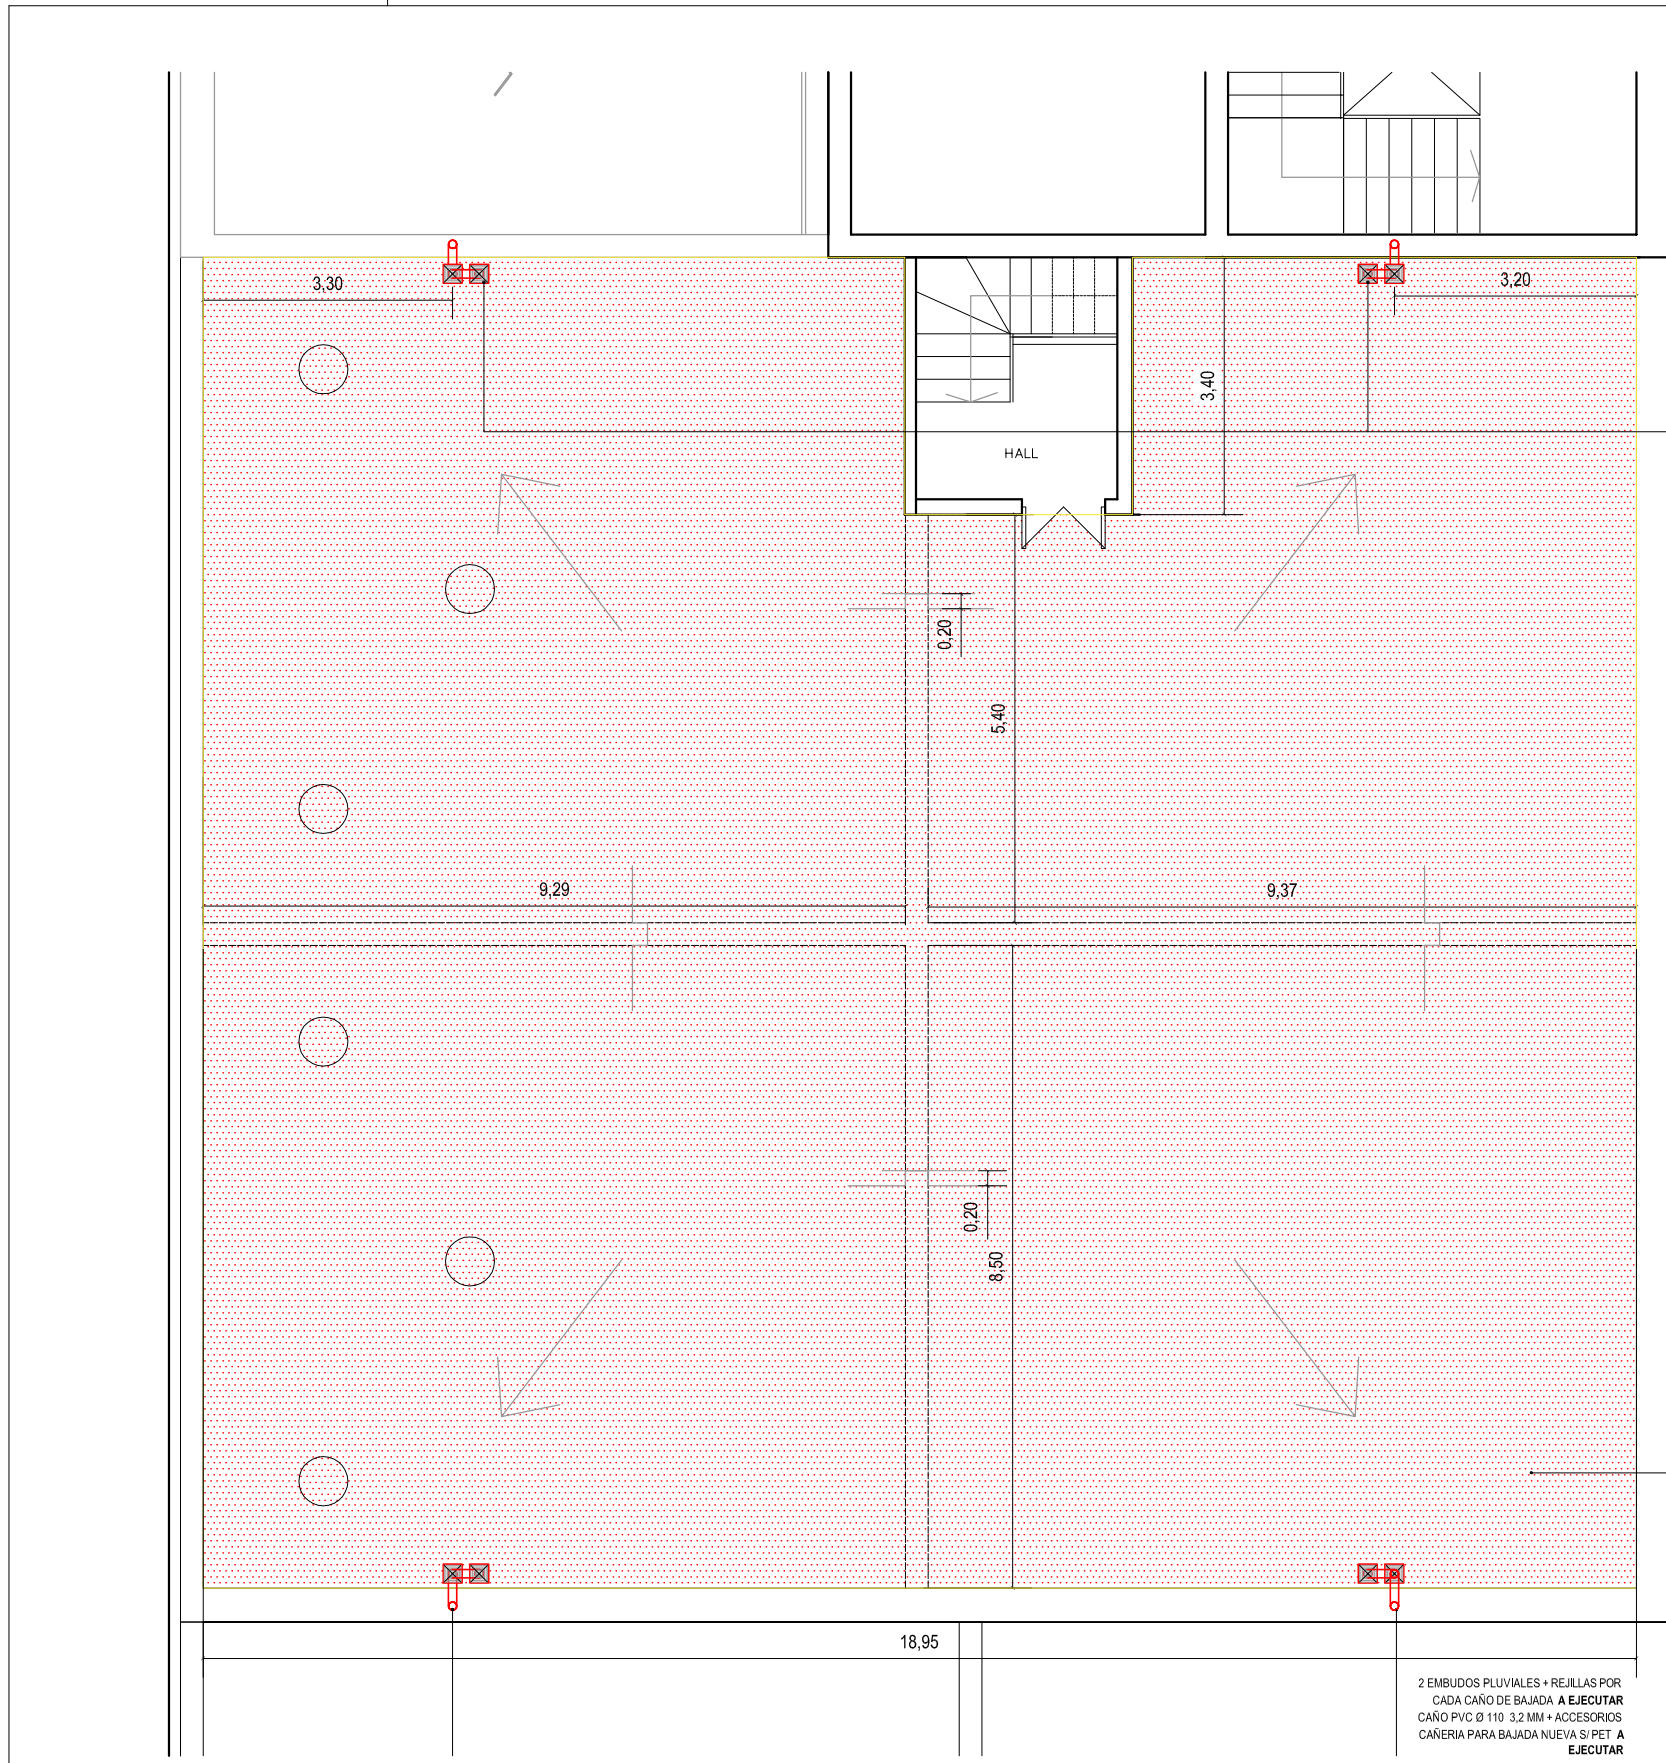 3,30
3,20
3,40
HALL
0,20
5,40
9,29
9,37
0,20
8,50
18,95
2 EMBUDOS PLUVIALES + REJILLAS POR
CADA CAÑO DE BAJADA A EJECUTAR
CAÑO PVC Ø 110 3,2 MM + ACCESORIOS
CAÑERIA PARA BAJADA NUEVA S/ PET A
EJECUTAR